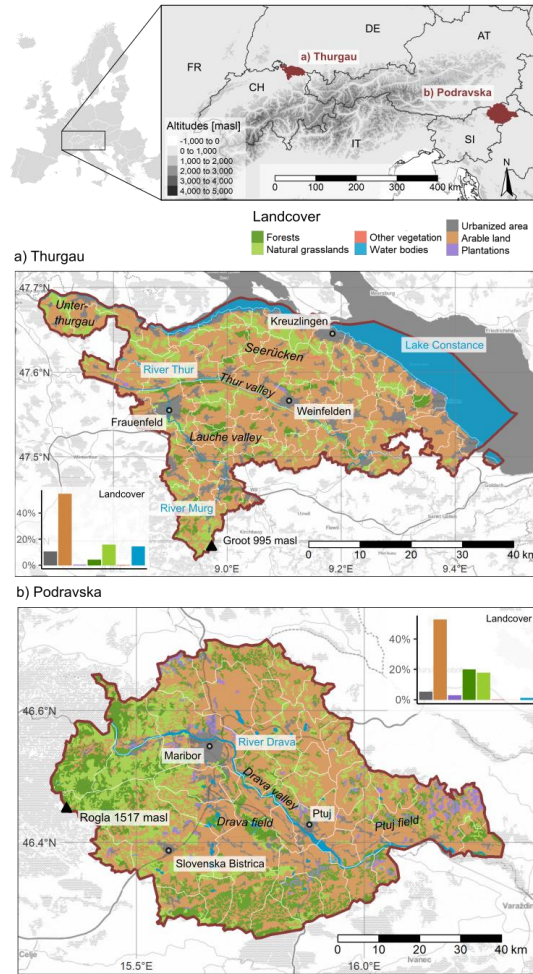 DE
AT
FR
a) Thurgau
CH
b) Podravska
Altitudes [masl]
-1,000 to 0
0 to 1,000
1,000 to 2,000
2,000 to 3,000
3,000 to 4,000
4,000 to 5,000
IT
SI
N
0 100 200 300 400 km
Landcover
Forests
Natural grasslands
Other vegetation
Water bodies
Urbanized area
Arable land
Plantations
a) Thurgau
47.7°N
Unter-
thurgau
Kreuzlingen
Seerücken
Lake Constance
River Thur
47.6°N
Thur valley
Frauenfeld
Weinfelden
Lauche valley
47.5°N
Landcover
40%
20%
0%
River Murg
Groot 995 masl
0 10 20 30 40 km
9.0°E
9.2°E
9.4°E
b) Podravska
Landcover
40%
20%
0%
46.6°N
River Drava
Maribor
Drava valley
Rogla 1517 masl
Drava field
Ptuj
Ptuj field
46.4°N
Slovenska Bistrica
Varaždin
Celje
Ivanec
0 10 20 30 40 km
15.5°E
16.0°E